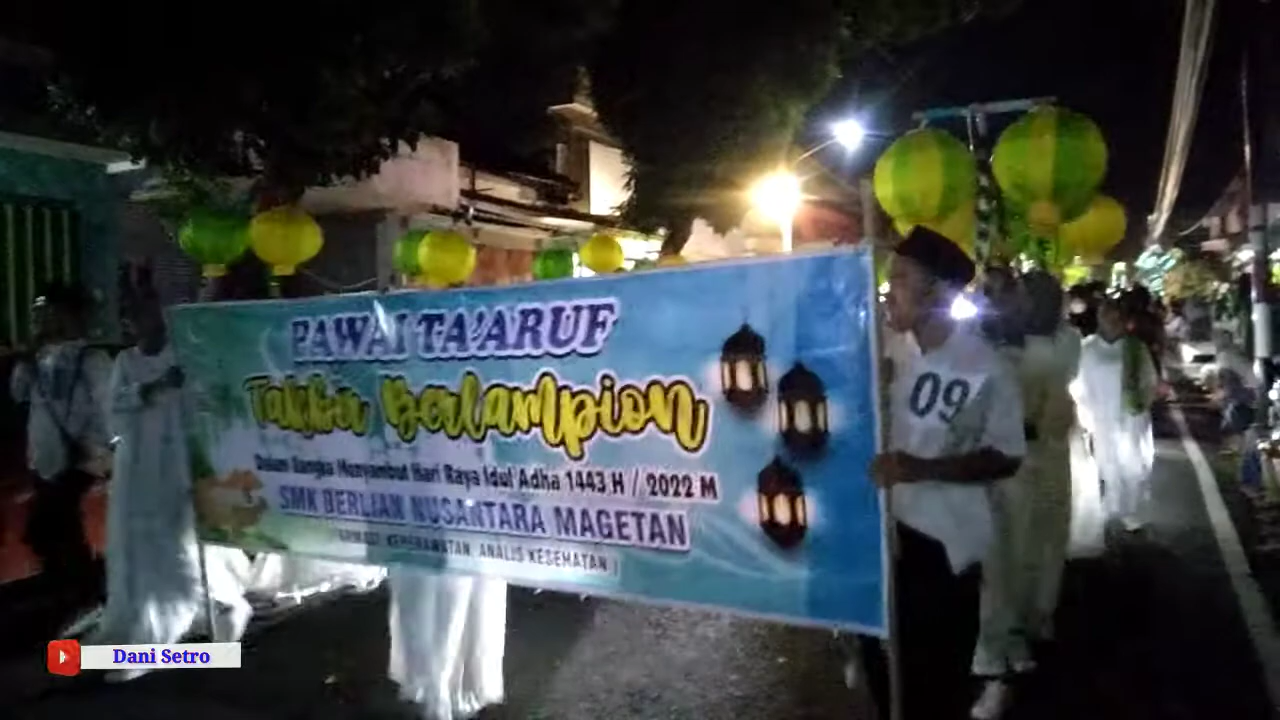 PAWAI TA'ARUF
Takbir Berlampion
Dalam Rangka Menyambut Hari Raya Idul Adha 1443 H / 2022 M
SMK BERLIAN NUSANTARA MAGETAN
KEPERAWATAN, ANALIS KESEHATAN
09
Dani Setro